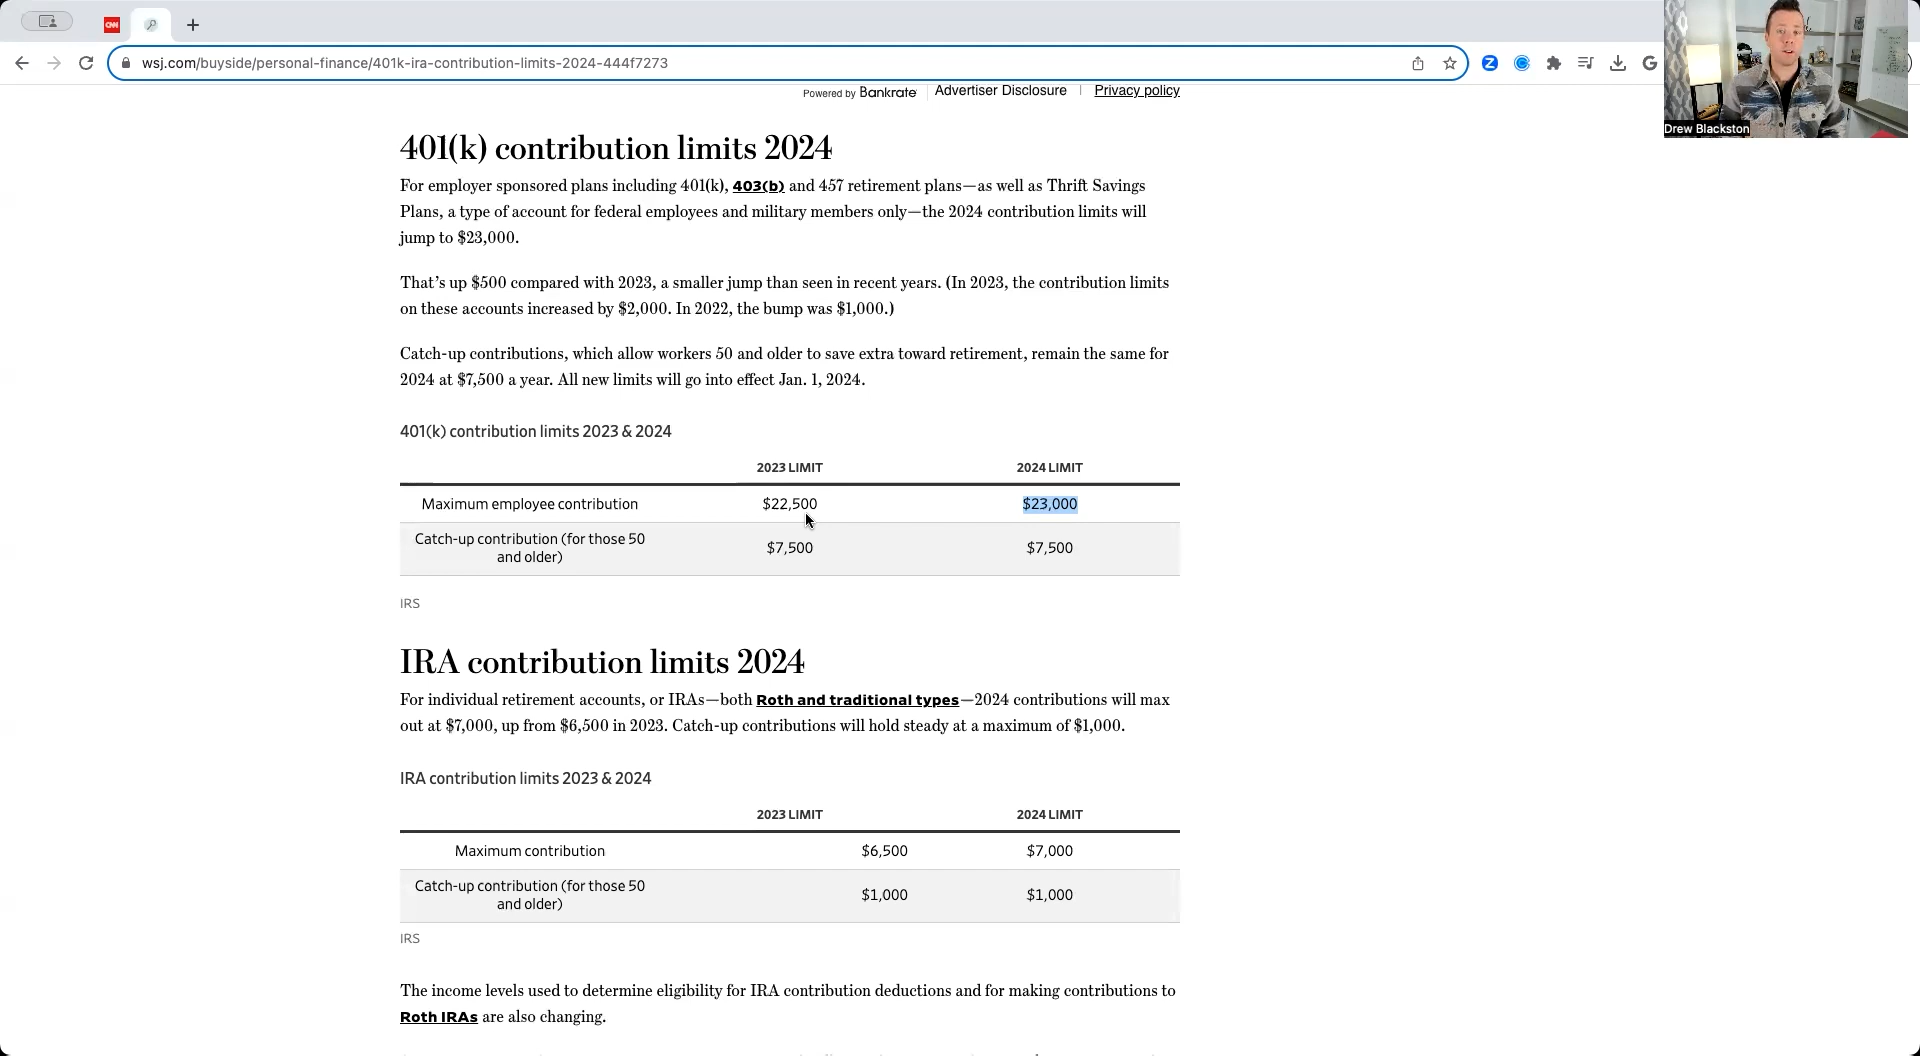 CNN
wsj.com/buyside/personal-finance/401k-ira-contribution-limits-2024-444f7273
Z
G
Drew Blackston
Powered by Bankrate
Advertiser Disclosure | Privacy policy
401(k) contribution limits 2024
For employer sponsored plans including 401(k), 403(b) and 457 retirement plans—as well as Thrift Savings
Plans, a type of account for federal employees and military members only—the 2024 contribution limits will
jump to $23,000.
That’s up $500 compared with 2023, a smaller jump than seen in recent years. (In 2023, the contribution limits
on these accounts increased by $2,000. In 2022, the bump was $1,000.)
Catch-up contributions, which allow workers 50 and older to save extra toward retirement, remain the same for
2024 at $7,500 a year. All new limits will go into effect Jan. 1, 2024.
401(k) contribution limits 2023 & 2024
2023 LIMIT 2024 LIMIT
Maximum employee contribution $22,500 $23,000
Catch-up contribution (for those 50
and older) $7,500 $7,500
IRS
IRA contribution limits 2024
For individual retirement accounts, or IRAs—both Roth and traditional types—2024 contributions will max
out at $7,000, up from $6,500 in 2023. Catch-up contributions will hold steady at a maximum of $1,000.
IRA contribution limits 2023 & 2024
2023 LIMIT 2024 LIMIT
Maximum contribution $6,500 $7,000
Catch-up contribution (for those 50
and older) $1,000 $1,000
IRS
The income levels used to determine eligibility for IRA contribution deductions and for making contributions to
Roth IRAs are also changing.